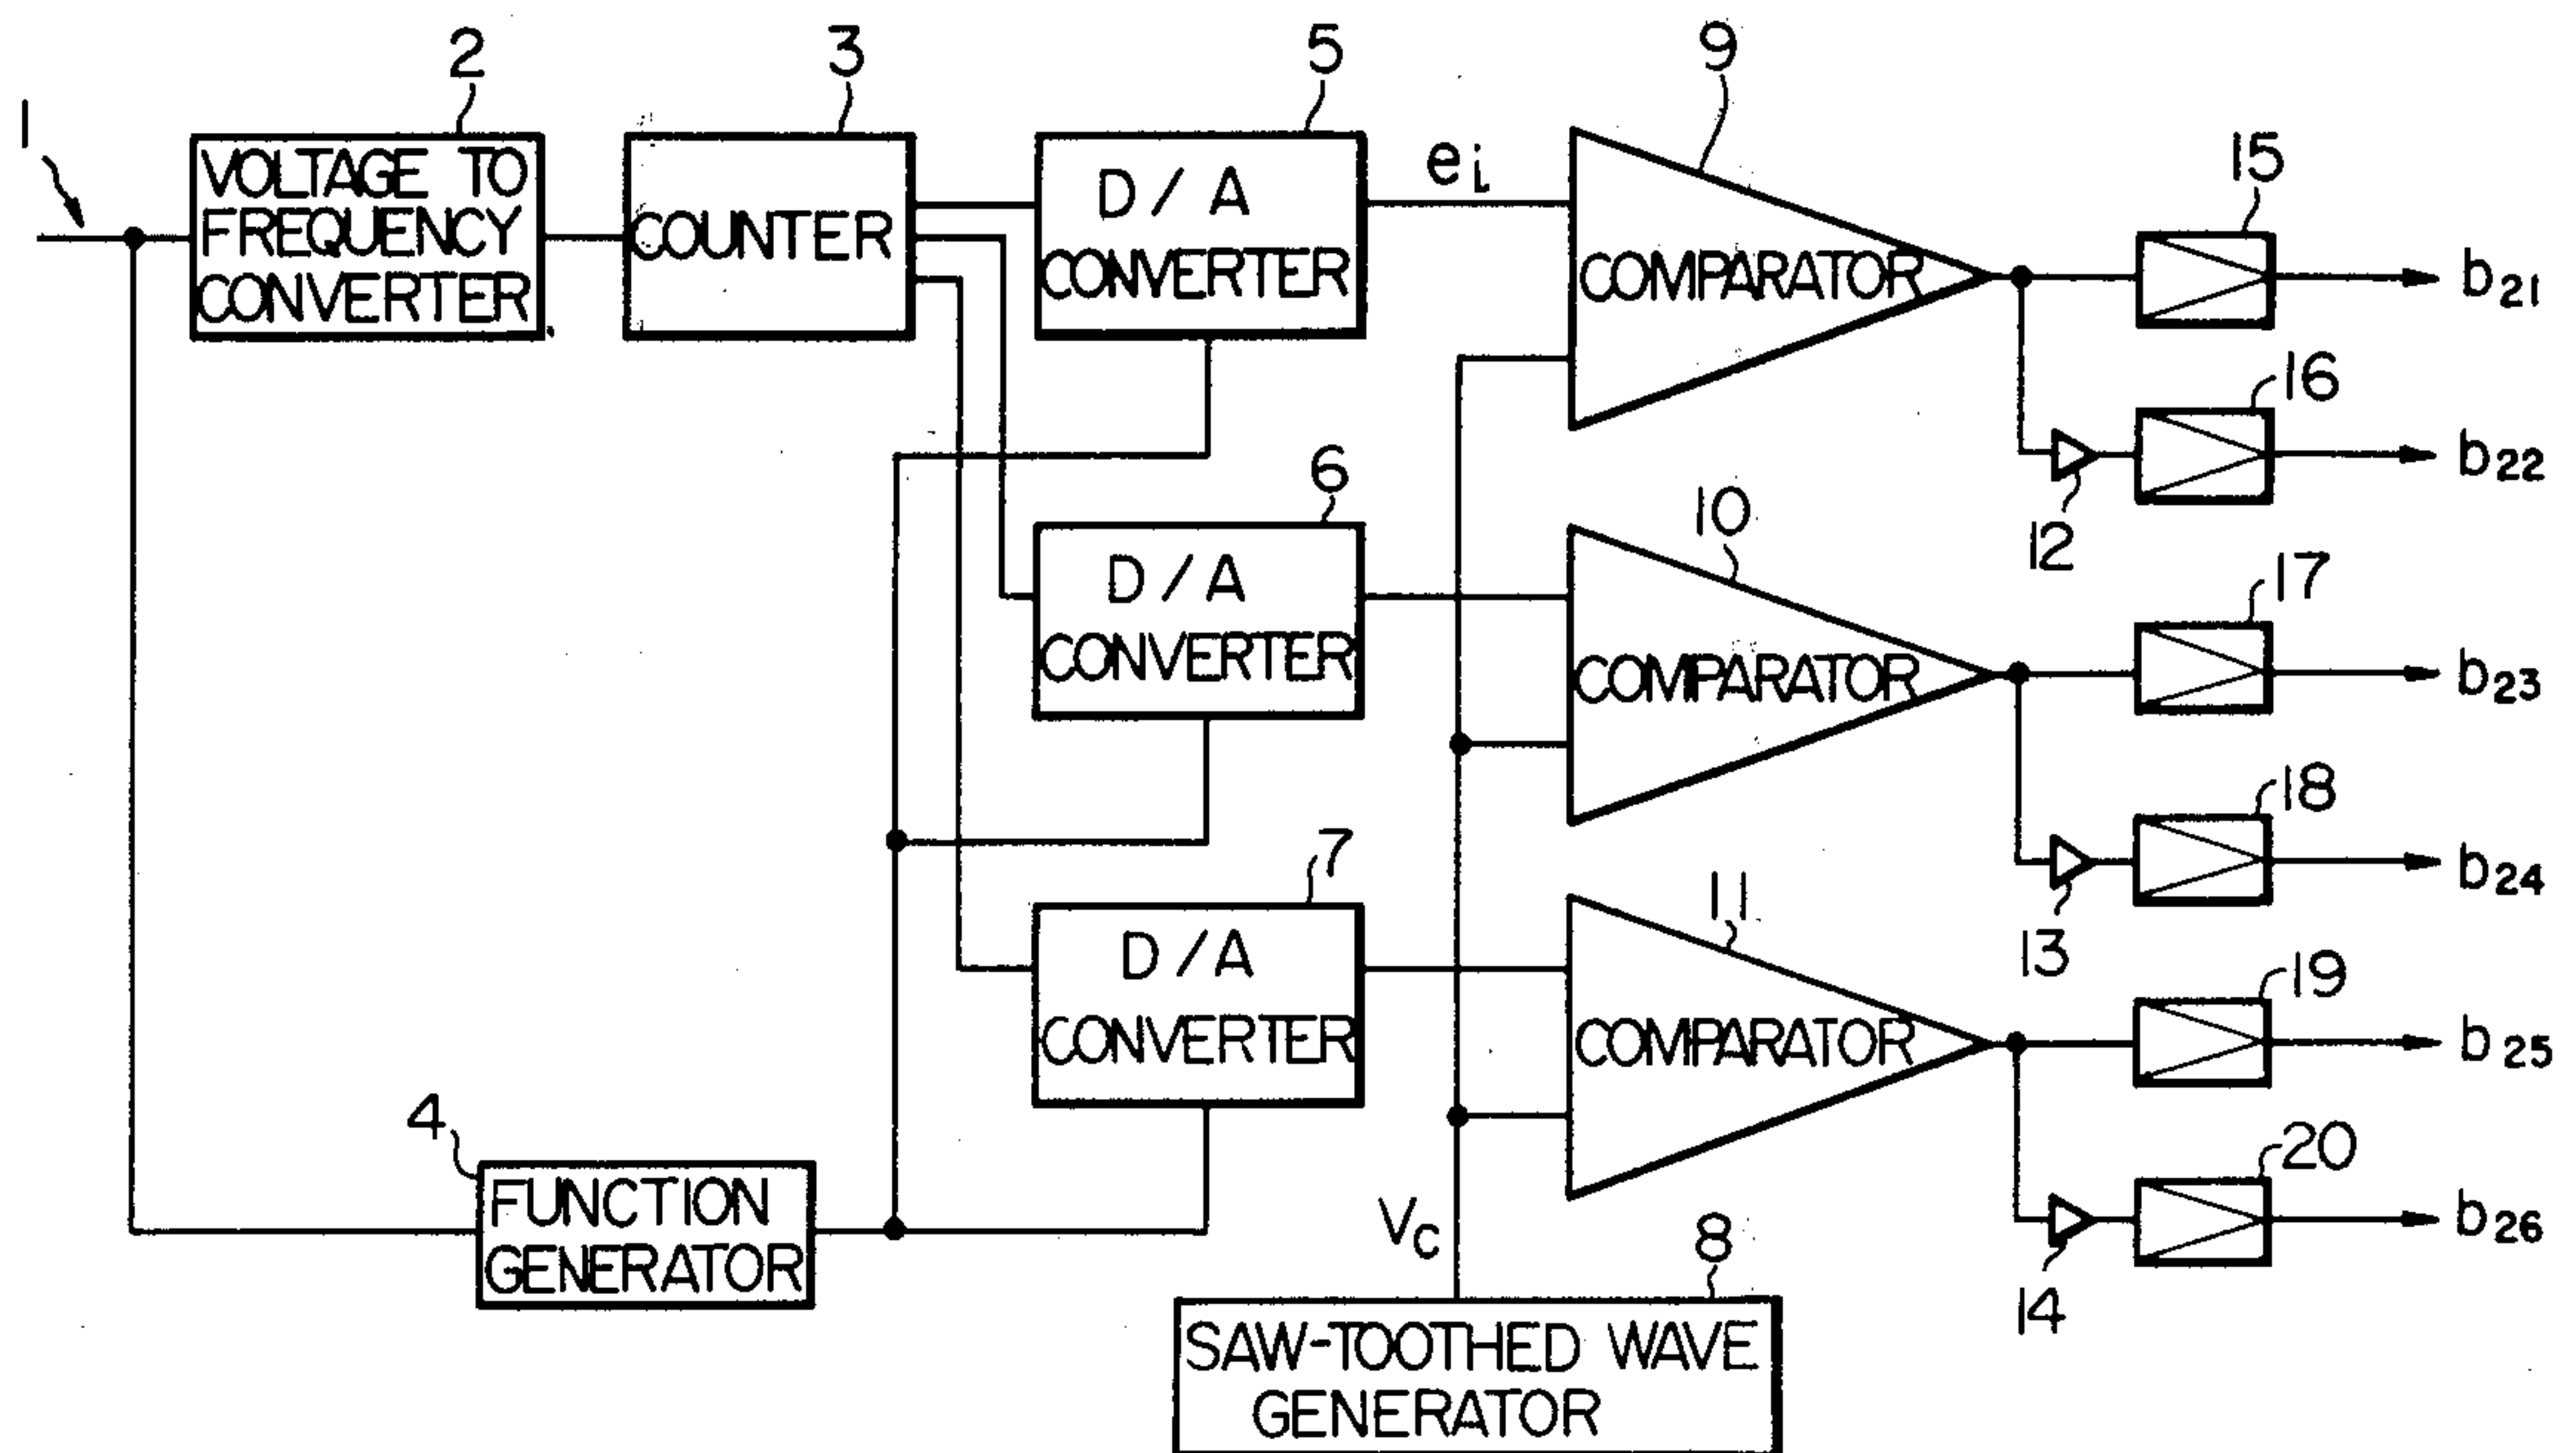 1
2
3
5
9
VOLTAGE TO
FREQUENCY
CONVERTER
COUNTER
D / A
CONVERTER
ei
COMPARATOR
15
b21
16
b22
12
6
D / A
CONVERTER
10
COMPARATOR
17
b23
18
b24
13
7
D / A
CONVERTER
11
COMPARATOR
19
b25
20
b26
14
4
FUNCTION
GENERATOR
Vc
8
SAW-TOOTHED WAVE
GENERATOR